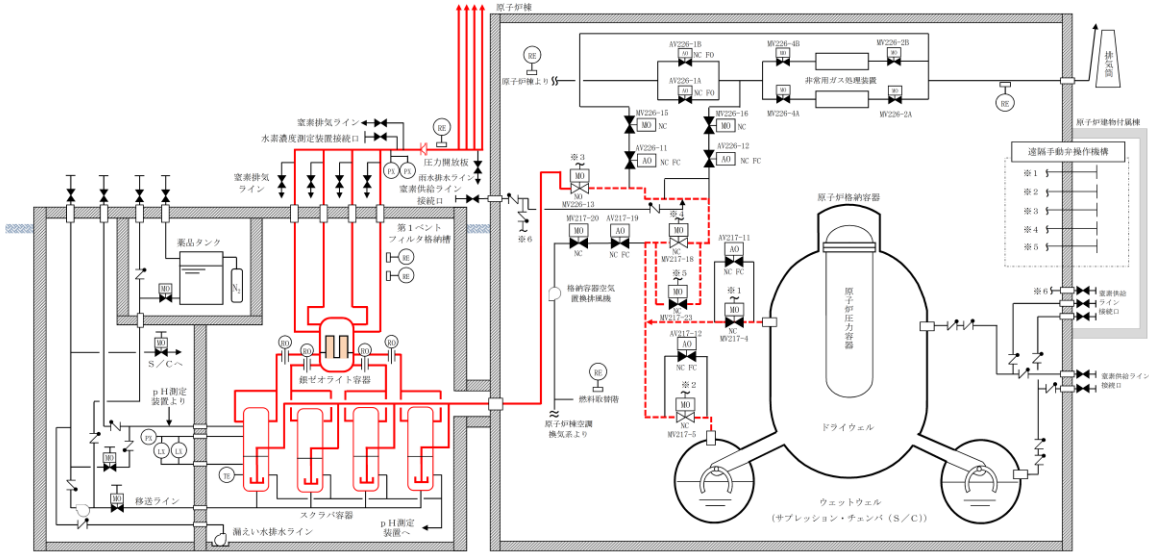 原子炉棟
RE
原子炉棟より
AV226-1B
AO
NC FO
AV226-1A
AO
NC FO
MV226-4B
MO
MV226-2B
MO
非常用ガス処理装置
MO
MV226-4A
MO
MV226-2A
RE
排気筒
原子炉建物付属棟
遠隔手動弁操作機構
※1
※2
※3
※4
※5
窒素排気ライン
水素濃度測定装置接続口
RE
圧力開放板
雨水排水ライン
PX
PX
窒素排気
ライン
窒素供給ライン
接続口
※6
MV226-15
MO
NC
MV226-16
MO
NC
AV226-11
AO
NC FC
AV226-12
AO
NC FC
※3
MO
NO
MV226-13
MV217-20
MO
NC
AV217-19
AO
NC FC
※4
MO
NC
MV217-18
※5
MO
NC
MV217-23
AV217-11
AO
NC FC
※1
MO
NC
MV217-4
AV217-12
AO
NC FC
※2
MO
NC
MV217-5
格納容器空気
置換排風機
RE
燃料取替階
原子炉棟空調
換気系より
原子炉格納容器
原子炉圧力容器
ドライウェル
ウェットウェル
(サプレッション・チェンバ(S/C))
※6
窒素供給
ライン
接続口
窒素供給ライン
接続口
第1ベント
フィルタ格納槽
RE
RE
薬品タンク
N₂
MO
MO
S/Cへ
pH測定
装置より
RO
RO
RO
RO
銀ゼオライト容器
PX
LX
LX
TE
MO
MO
移送ライン
スクラバ容器
漏えい水排水ライン
pH測定
装置へ